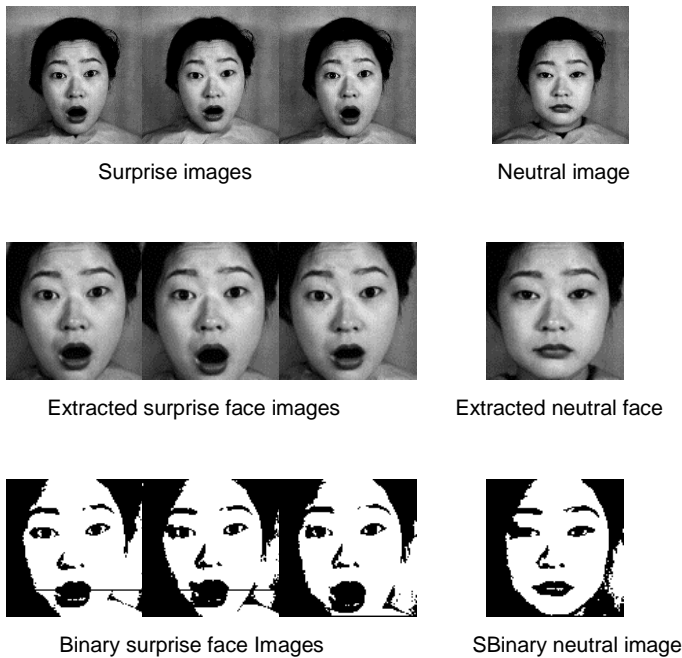 Surprise images
Neutral image
Extracted surprise face images
Extracted neutral face
Binary surprise face Images
SBinary neutral image